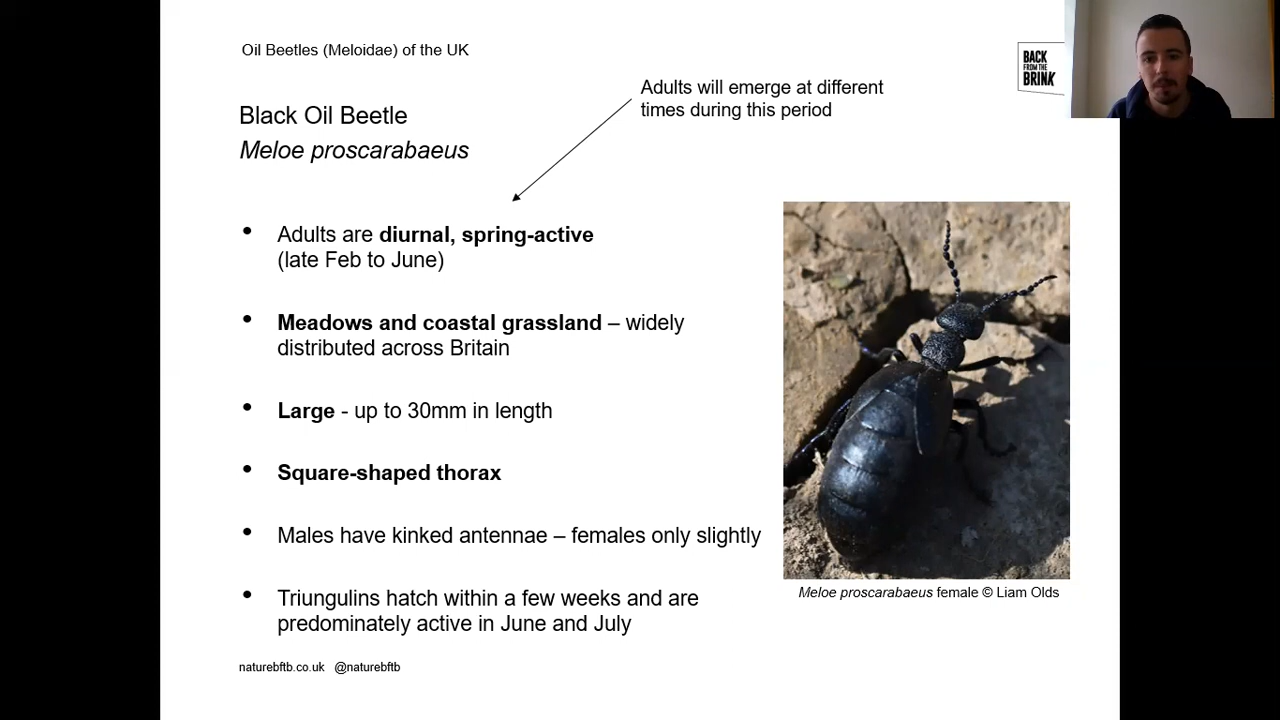 Oil Beetles (Meloidae) of the UK
BACK
FROM THE
BRINK
Adults will emerge at different
times during this period
Black Oil Beetle
Meloe proscarabaeus
• Adults are diurnal, spring-active
(late Feb to June)
• Meadows and coastal grassland – widely
distributed across Britain
• Large - up to 30mm in length
• Square-shaped thorax
• Males have kinked antennae – females only slightly
• Triungulins hatch within a few weeks and are
predominately active in June and July
Meloe proscarabaeus female © Liam Olds
naturebftb.co.uk @naturebftb